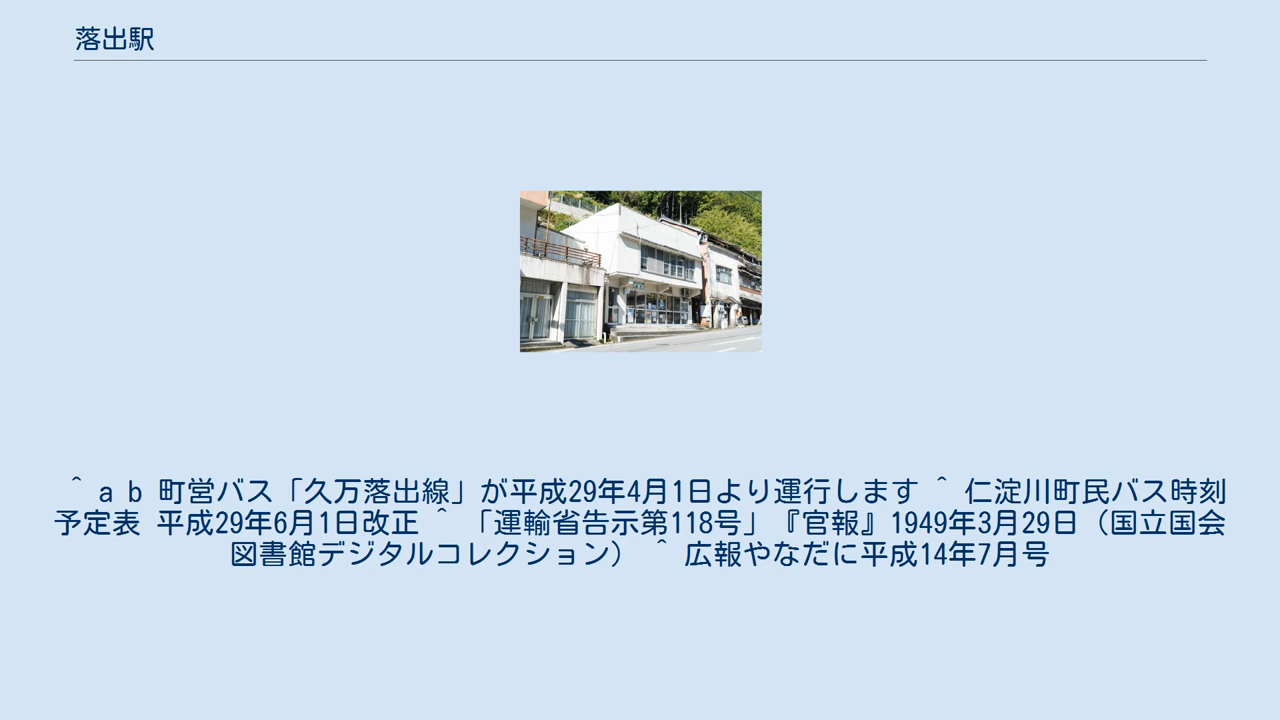 落出駅
^ a b 町営バス「久万落出線」が平成29年4月1日より運行します ^ 仁淀川町民バス時刻
予定表 平成29年6月1日改正 ^ 「運輸省告示第118号」『官報』1949年3月29日（国立国会
図書館デジタルコレクション） ^ 広報やなだに平成14年7月号